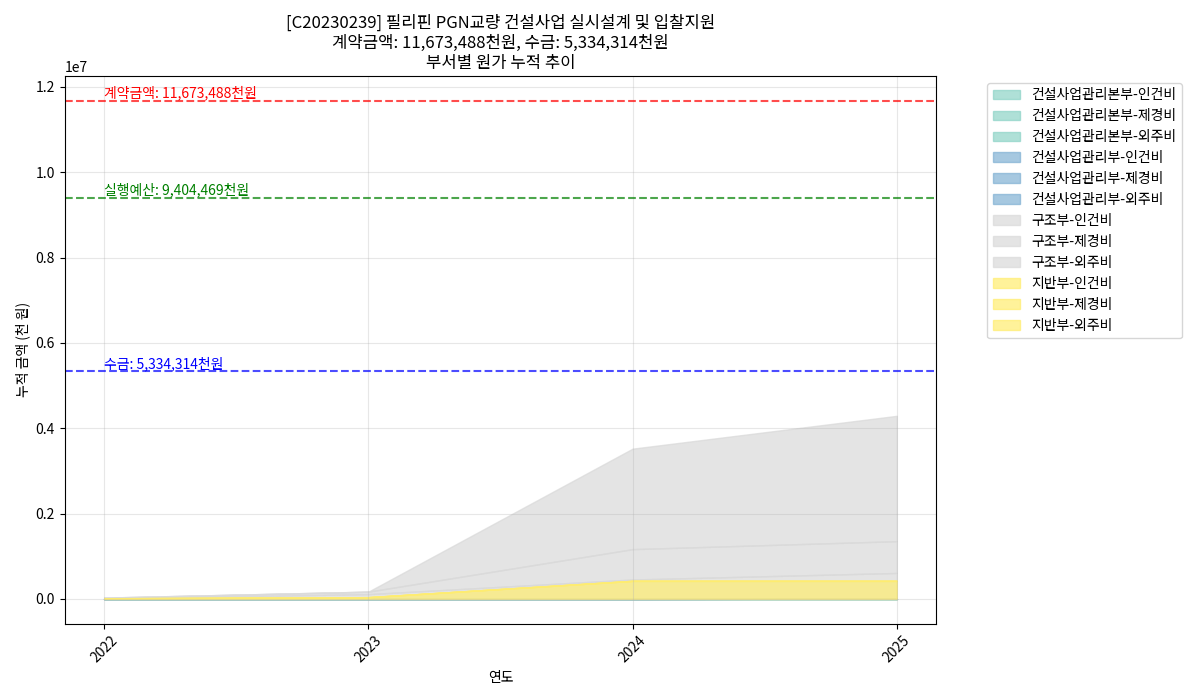 [C20230239] 필리핀 PGN교량 건설사업 실시설계 및 입찰지원
계약금액: 11,673,488천원, 수금: 5,334,314천원
부서별 원가 누적 추이
1e7
1.2
1.0
0.8
0.6
0.4
0.2
0.0
누적 금액 (천 원)
계약금액: 11,673,488천원
실행예산: 9,404,469천원
수금: 5,334,314천원
2022
2023
2024
2025
연도
건설사업관리본부-인건비
건설사업관리본부-제경비
건설사업관리본부-외주비
건설사업관리부-인건비
건설사업관리부-제경비
건설사업관리부-외주비
구조부-인건비
구조부-제경비
구조부-외주비
지반부-인건비
지반부-제경비
지반부-외주비